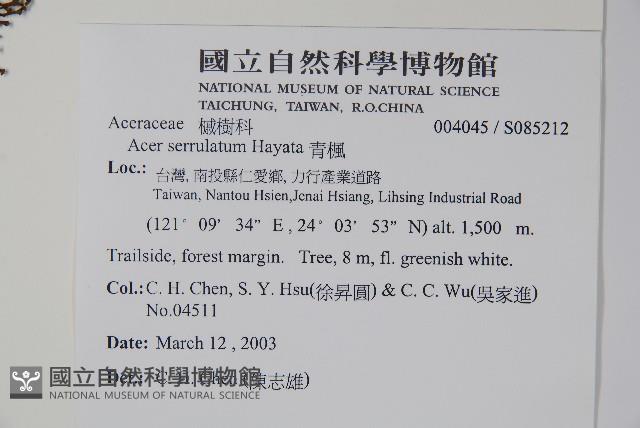 國立自然科學博物館
NATIONAL MUSEUM OF NATURAL SCIENCE
TAICHUNG, TAIWAN, R.O.CHINA
Aceraceae 槭樹科 004045 / S085212
Acer serrulatum Hayata 青楓
Loc.: 台灣, 南投縣仁愛鄉, 力行產業道路
Taiwan, Nantou Hsien,Jenai Hsiang, Lihsing Industrial Road
(121° 09' 34" E , 24° 03' 53" N) alt. 1,500 m.
Trailside, forest margin. Tree, 8 m, fl. greenish white.
Col.: C. H. Chen, S. Y. Hsu(徐昇圓) & C. C. Wu(吳家進)
No.04511
Date: March 12 , 2003
Det.: (陳志雄)
國立自然科學博物館
NATIONAL MUSEUM OF NATURAL SCIENCE